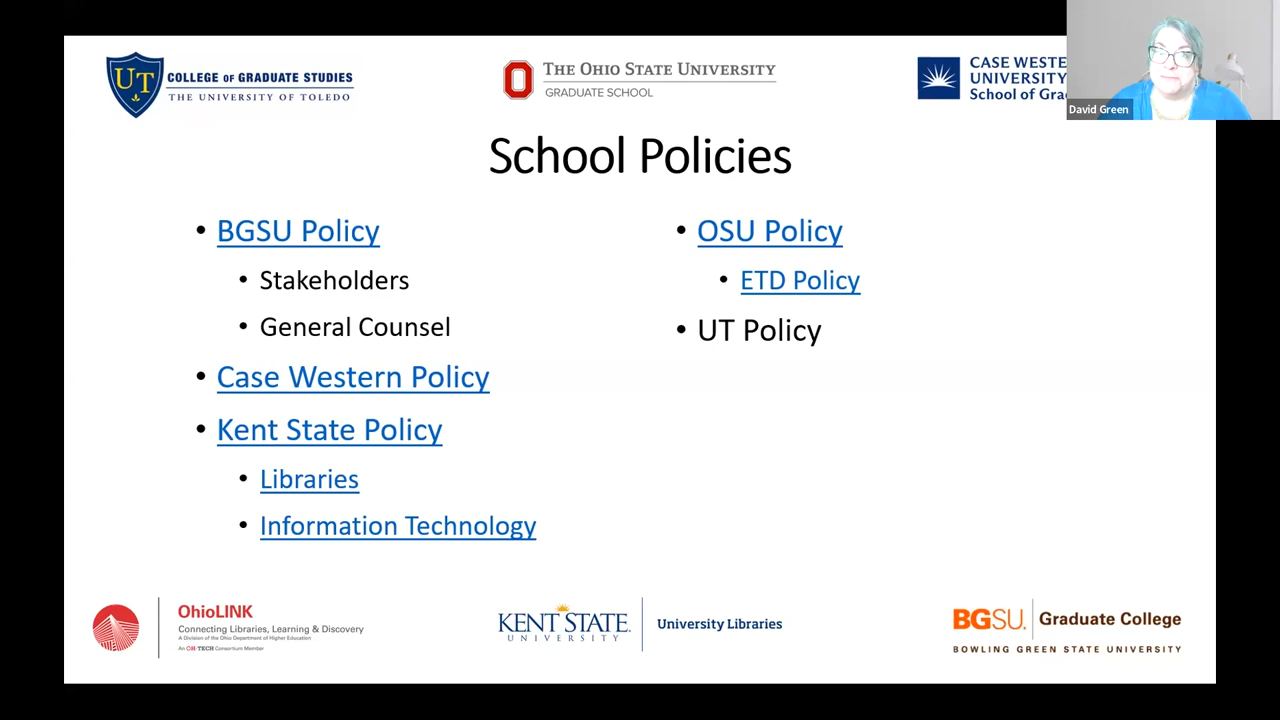 UT
COLLEGE of GRADUATE STUDIES
THE UNIVERSITY OF TOLEDO
THE OHIO STATE UNIVERSITY
GRADUATE SCHOOL
CASE WESTE
UNIVERSITY
School of Gra
David Green
School Policies
• BGSU Policy
• Stakeholders
• General Counsel
• Case Western Policy
• Kent State Policy
• Libraries
• Information Technology
• OSU Policy
• ETD Policy
• UT Policy
OhioLINK
Connecting Libraries, Learning & Discovery
A Division of the Ohio Department of Higher Education
An OH·TECH Consortium Member
KENT STATE
UNIVERSITY
University Libraries
BGSU. Graduate College
BOWLING GREEN STATE UNIVERSITY